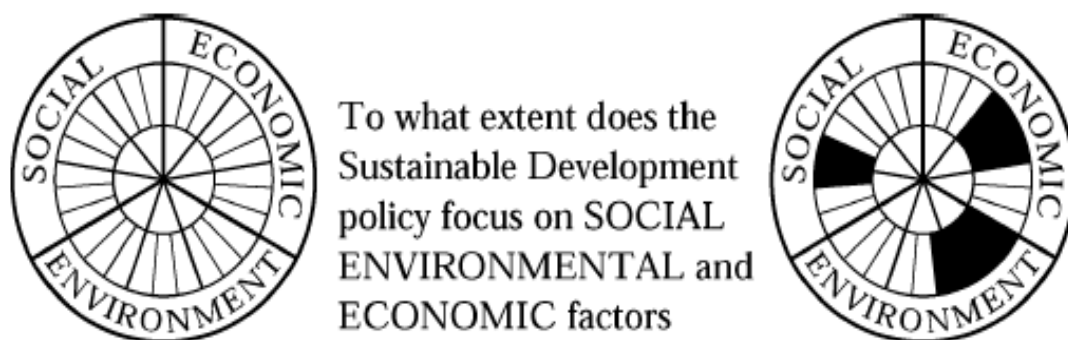 SOCIAL
ECONOMIC
ENVIRONMENT
To what extent does the
Sustainable Development
policy focus on SOCIAL
ENVIRONMENTAL and
ECONOMIC factors
SOCIAL
ECONOMIC
ENVIRONMENT